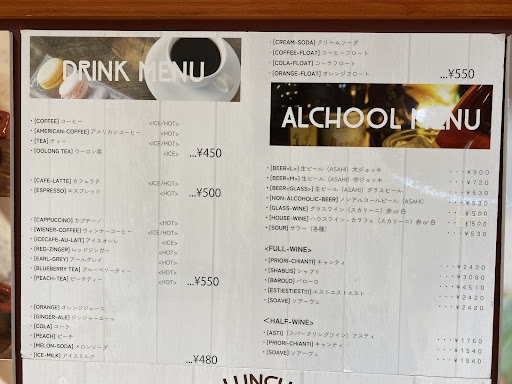 DRINK MENU
・[COFFEE] コーヒー <ICE/HOT>
・[AMERICAN-COFFEE] アメリカンコーヒー <HOT>
・[TEA] ティー <ICE/HOT>
・[OOLONG TEA] ウーロン茶 <ICE> ...¥450
・[CAFE-LATTE] カフェラテ <ICE/HOT>
・[ESPRESSO] エスプレッソ <HOT> ...¥500
・[CAPPUCCINO] カプチーノ <HOT>
・[WIENER-COFFEE] ウィンナーコーヒー <ICE/HOT>
・[ICECAFE-AU-LAIT] アイスオーレ <ICE>
・[RED-ZINGER] レッドジンガー <HOT>
・[EARL-GREY] アールグレイ <HOT>
・[BLUEBERRY TEA] ブルーベリーティー <HOT>
・[PEACH-TEA] ピーチティー <HOT> ...¥550
・[ORANGE] オレンジジュース
・[GINGER-ALE] ジンジャーエール
・[COLA] コーラ
・[PEACH] ピーチ
・[MELON-SODA] メロンソーダ
・[ICE-MILK] アイスミルク ...¥480
・[CREAM-SODA] クリームソーダ
・[COFFEE-FLOAT] コーヒーフロート
・[COLA-FLOAT] コーラフロート
・[ORANGE-FLOAT] オレンジフロート ...¥550
ALCHOOL MENU
・[BEER<L>] 生ビール (ASAHI) 大ジョッキ ・・・¥900
・[BEER<M>] 生ビール (ASAHI) 中ジョッキ ・・・¥720
・[BEER<GLASS>] 生ビール (ASAHI) グラスビール ・・・¥530
・[NON-ALCOHOLIC-BEER] ノンアルコールビール (ASAHI) ・・・¥530
・[GLASS-WINE] グラスワイン (スカリーエ) 赤 or 白 ・・・¥500
・[HOUSE-WINE] ハウスワイン・カラフェ (スカリーエ) 赤 or 白 ・・・¥1500
・[SOUR] サワー (各種) ・・・¥530
<FULL-WINE>
・[PRIORI-CHIANTI] キャンティ ・・・¥2420
・[SHABLIS] シャブリ ・・・¥3080
・[BAROLO] バローロ ・・・¥4510
・[EST!EST!!EST!!!] エストエストエスト ・・・¥2420
・[SOAVE] ソアーヴェ ・・・¥2420
<HALF-WINE>
・[ASTI] (スパークリングワイン) アスティ ・・・¥1760
・[PRIORI-CHIANTI] キャンティ ・・・¥1540
・[SOAVE] ソアーヴェ ・・・¥1540
LUNCH